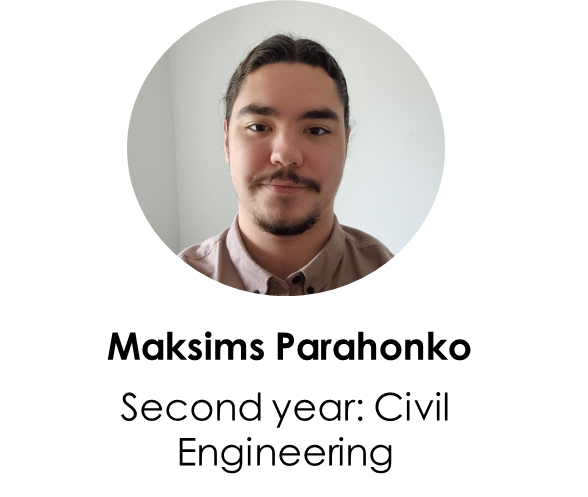 Maksims Parahonko
Second year: Civil
Engineering